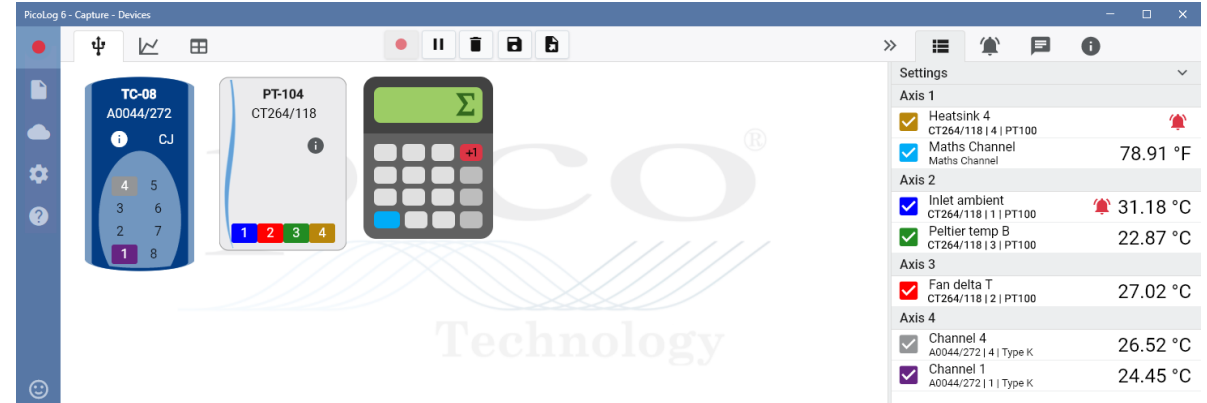 PicoLog 6 - Capture - Devices
TC-08
A0044/272
i CJ
4 5
3 6
2 7
1 8
PT-104
CT264/118
i
1 2 3 4
Σ
+1
®
Technology
Settings
Axis 1
Heatsink 4
CT264/118 | 4 | PT100
Maths Channel
Maths Channel
78.91 °F
Axis 2
Inlet ambient
CT264/118 | 1 | PT100
31.18 °C
Peltier temp B
CT264/118 | 3 | PT100
22.87 °C
Axis 3
Fan delta T
CT264/118 | 2 | PT100
27.02 °C
Axis 4
Channel 4
A0044/272 | 4 | Type K
26.52 °C
Channel 1
A0044/272 | 1 | Type K
24.45 °C